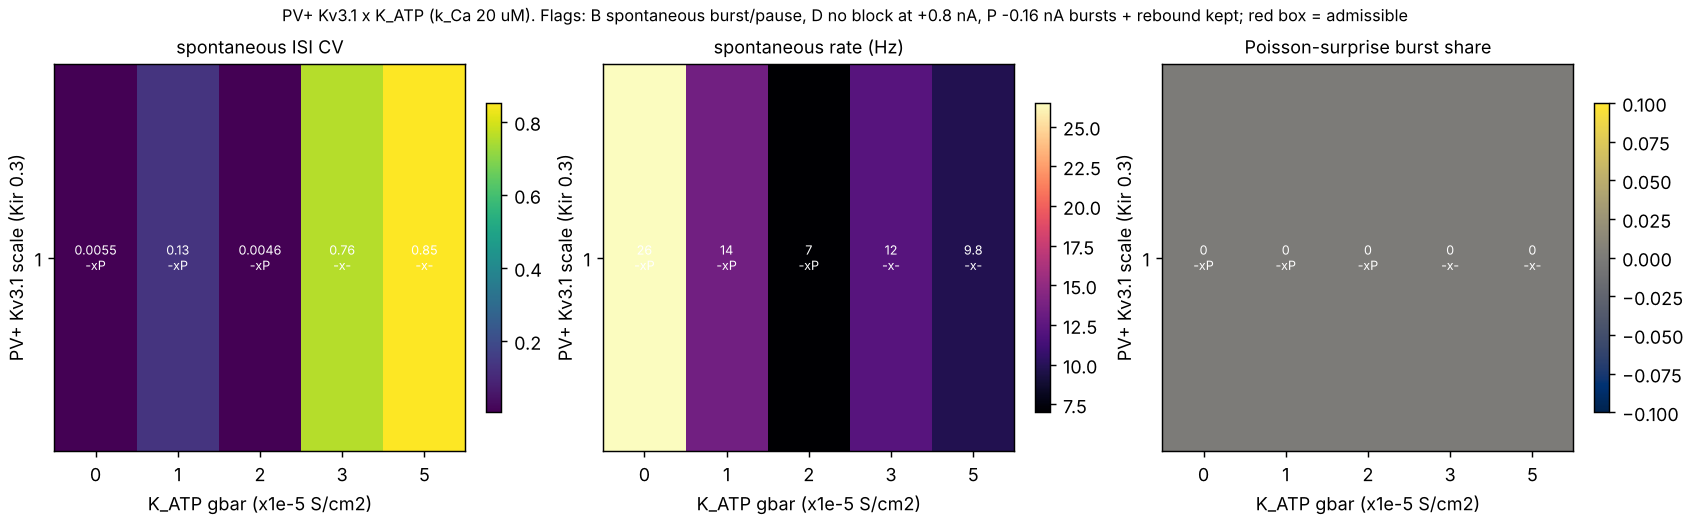 PV+ Kv3.1 x K_ATP (k_Ca 20 uM). Flags: B spontaneous burst/pause, D no block at +0.8 nA, P -0.16 nA bursts + rebound kept; red box = admissible
spontaneous ISI CV
PV+ Kv3.1 scale (Kir 0.3)
1
0.0055
-xP
0.13
-xP
0.0046
-xP
0.76
-x-
0.85
-x-
0
1
2
3
5
K_ATP gbar (x1e-5 S/cm2)
0.8
0.6
0.4
0.2
spontaneous rate (Hz)
PV+ Kv3.1 scale (Kir 0.3)
1
26
-xP
14
-xP
7
-xP
12
-x-
9.8
-x-
0
1
2
3
5
K_ATP gbar (x1e-5 S/cm2)
25.0
22.5
20.0
17.5
15.0
12.5
10.0
7.5
Poisson-surprise burst share
PV+ Kv3.1 scale (Kir 0.3)
1
0
-xP
0
-xP
0
-xP
0
-x-
0
-x-
0
1
2
3
5
K_ATP gbar (x1e-5 S/cm2)
0.100
0.075
0.050
0.025
0.000
−0.025
−0.050
−0.075
−0.100